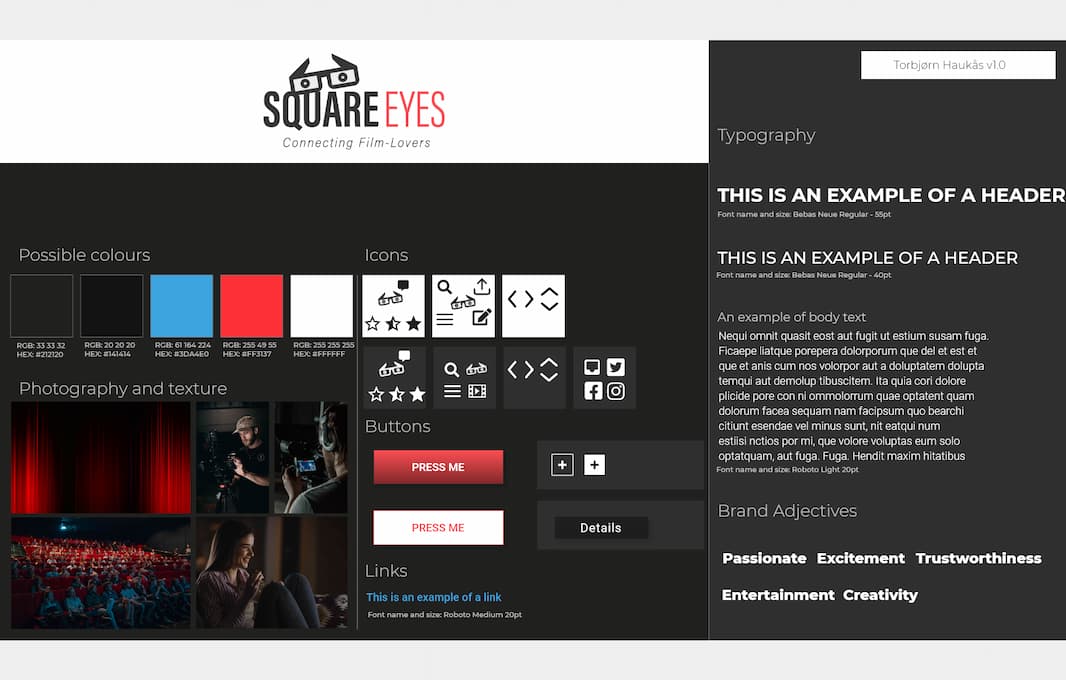 SQUARE EYES
Connecting Film-Lovers
Possible colours
RGB: 33 33 32
HEX: #212120
RGB: 20 20 20
HEX: #141414
RGB: 61 164 224
HEX: #3DA4E0
RGB: 255 49 55
HEX: #FF3137
RGB: 255 255 255
HEX: #FFFFFF
Photography and texture
Icons
Buttons
PRESS ME
PRESS ME
Details
Links
This is an example of a link
Font name and size: Roboto Medium 20pt
Torbjørn Haukås v1.0
Typography
THIS IS AN EXAMPLE OF A HEADER
Font name and size: Bebas Neue Regular - 55pt
THIS IS AN EXAMPLE OF A HEADER
Font name and size: Bebas Neue Regular - 40pt
An example of body text
Nequi omnit quasit eost aut fugit ut estium susam fuga.
Ficaepe liatque porepera dolorporum que del et est et
que et anis cum nos volorpor aut a doluptatem dolupta
temqui aut demolup tibuscitem. Ita quia cori dolore
plicide pore con ni ommolorrum quae optatent quam
dolorum facea sequam nam facipsum quo bearchi
citiunt esendae vel minus sunt, nit eatqui num
estiisi nctios por mi, que volore voluptas eum solo
optatquam, aut fuga. Fuga. Hendit maxim hitatibus
Font name and size: Roboto Light 20pt
Brand Adjectives
Passionate Excitement Trustworthiness
Entertainment Creativity